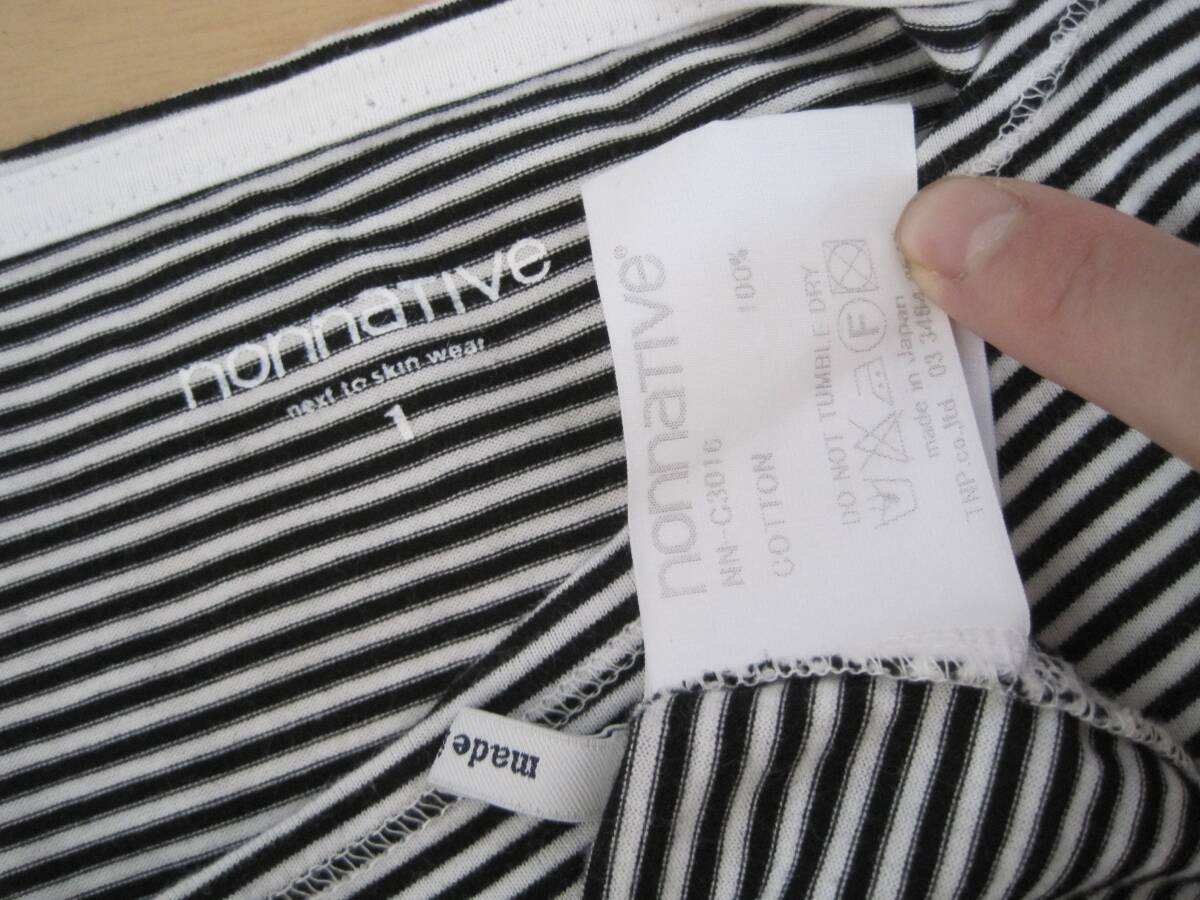 nonnative
next to skin wear
1
nonnative®
NN-C3016
COTTON 100%
DO NOT TUMBLE DRY
F
made in Japan
TNP co.,ltd. 03 3464
made